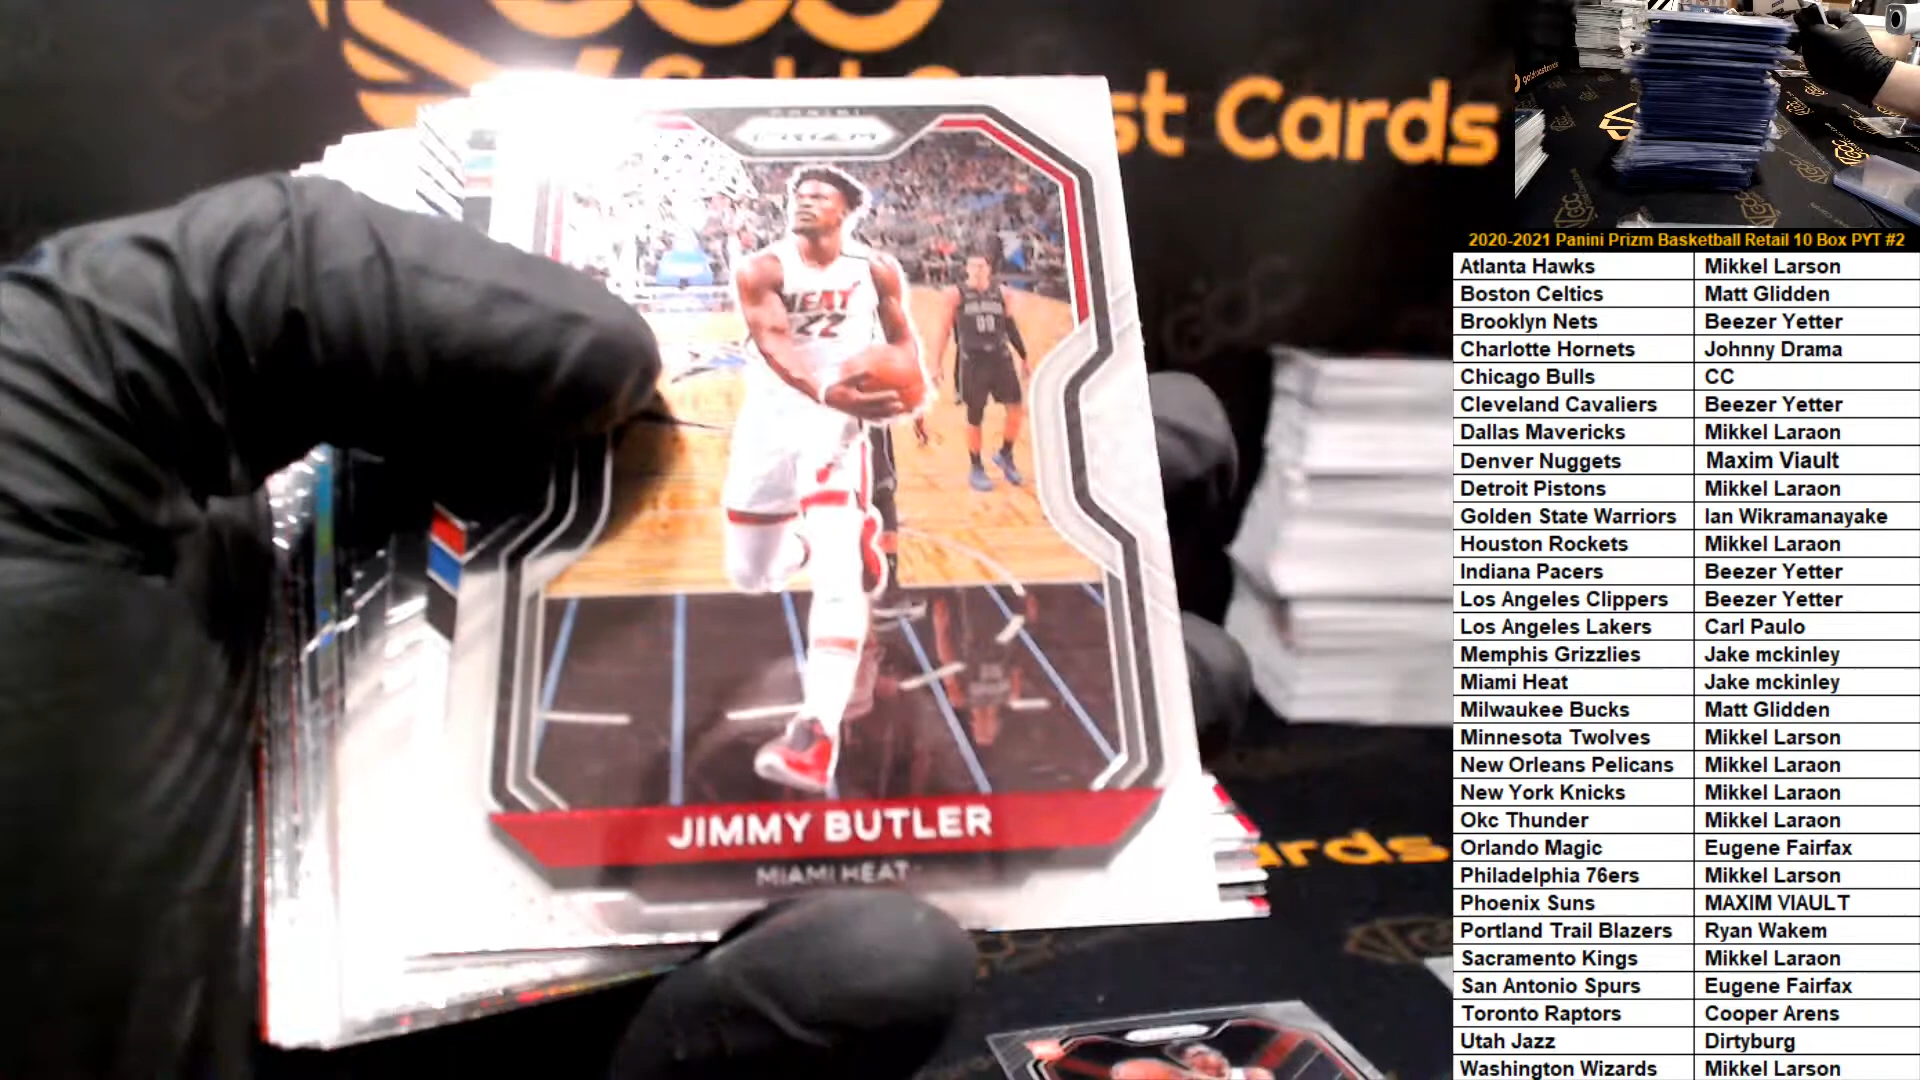 st Cards
PANINI
PRIZM
HEAT
22
00
JIMMY BUTLER
MIAMI HEAT
ards
2020-2021 Panini Prizm Basketball Retail 10 Box PYT #2
Atlanta Hawks Mikkel Larson
Boston Celtics Matt Glidden
Brooklyn Nets Beezer Yetter
Charlotte Hornets Johnny Drama
Chicago Bulls CC
Cleveland Cavaliers Beezer Yetter
Dallas Mavericks Mikkel Laraon
Denver Nuggets Maxim Viault
Detroit Pistons Mikkel Laraon
Golden State Warriors Ian Wikramanayake
Houston Rockets Mikkel Laraon
Indiana Pacers Beezer Yetter
Los Angeles Clippers Beezer Yetter
Los Angeles Lakers Carl Paulo
Memphis Grizzlies Jake mckinley
Miami Heat Jake mckinley
Milwaukee Bucks Matt Glidden
Minnesota Twolves Mikkel Larson
New Orleans Pelicans Mikkel Laraon
New York Knicks Mikkel Laraon
Okc Thunder Mikkel Laraon
Orlando Magic Eugene Fairfax
Philadelphia 76ers Mikkel Larson
Phoenix Suns MAXIM VIAULT
Portland Trail Blazers Ryan Wakem
Sacramento Kings Mikkel Laraon
San Antonio Spurs Eugene Fairfax
Toronto Raptors Cooper Arens
Utah Jazz Dirtyburg
Washington Wizards Mikkel Larson